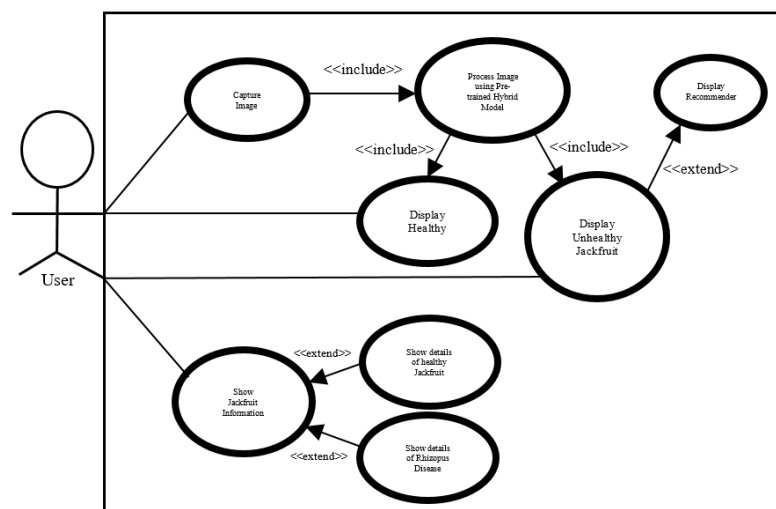 <<include>>
Capture
Image
Process Image
using Pre-
trained Hybrid
Model
Display
Recommender
<<include>>
<<include>>
<<extend>>
Display
Healthy
Display
Unhealthy
Jackfruit
User
<<extend>>
Show details
of healthy
Jackfruit
Show
Jackfruit
Information
<<extend>>
Show details
of Rhizopus
Disease